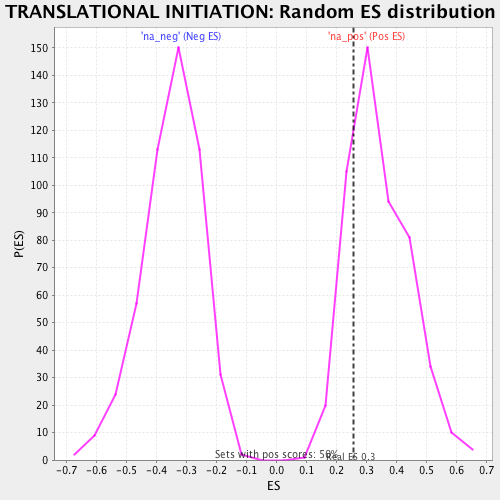 TRANSLATIONAL INITIATION: Random ES distribution
'na_neg' (Neg ES)
'na_pos' (Pos ES)
P(ES)
150
140
130
120
110
100
90
80
70
60
50
40
30
20
10
0
Sets with pos scores: 50%
Real ES 0.3
-0.7 -0.6 -0.5 -0.4 -0.3 -0.2 -0.1 0.0 0.1 0.2 0.3 0.4 0.5 0.6 0.7
ES